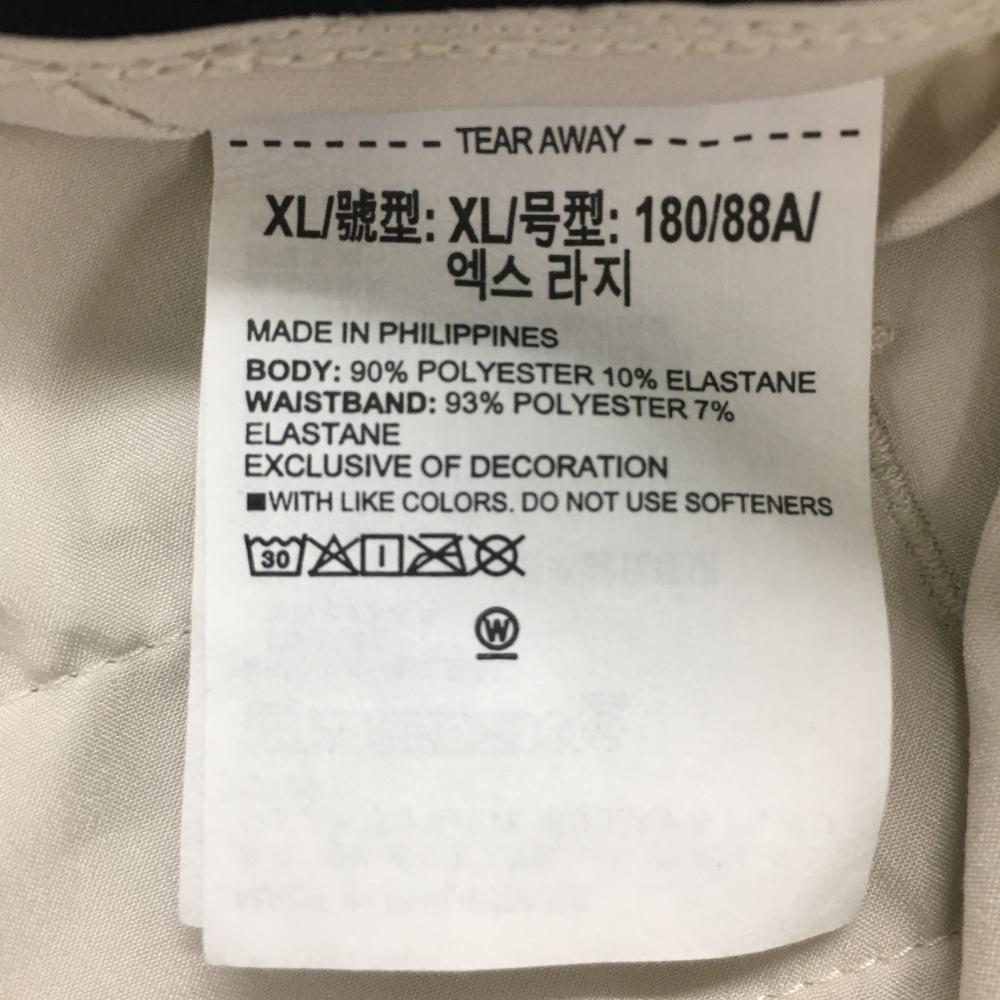 TEAR AWAY
XL/號型: XL/号型: 180/88A/
엑스 라지
MADE IN PHILIPPINES
BODY: 90% POLYESTER 10% ELASTANE
WAISTBAND: 93% POLYESTER 7%
ELASTANE
EXCLUSIVE OF DECORATION
■WITH LIKE COLORS. DO NOT USE SOFTENERS
30
W